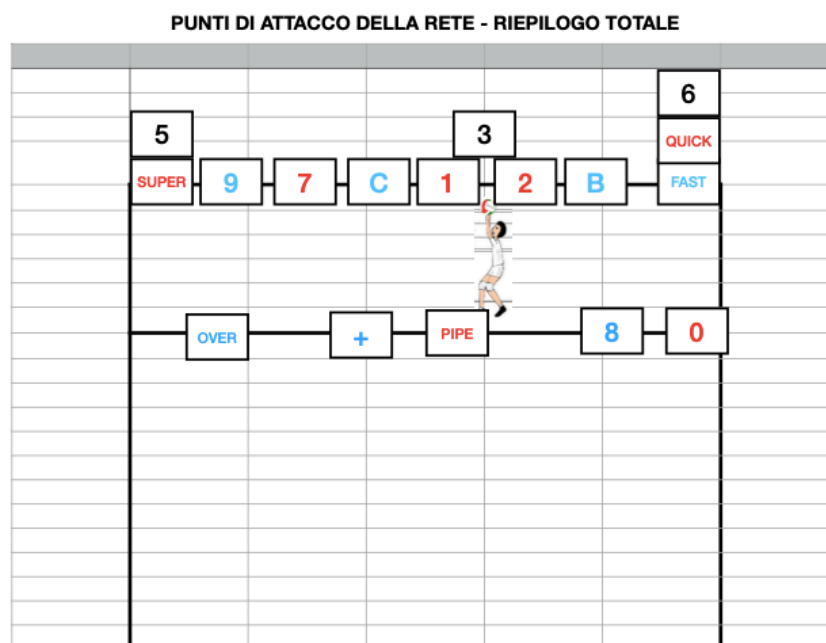 PUNTI DI ATTACCO DELLA RETE - RIEPILOGO TOTALE
6
5 3 QUICK
SUPER 9 7 C 1 2 B FAST
OVER + PIPE 8 0